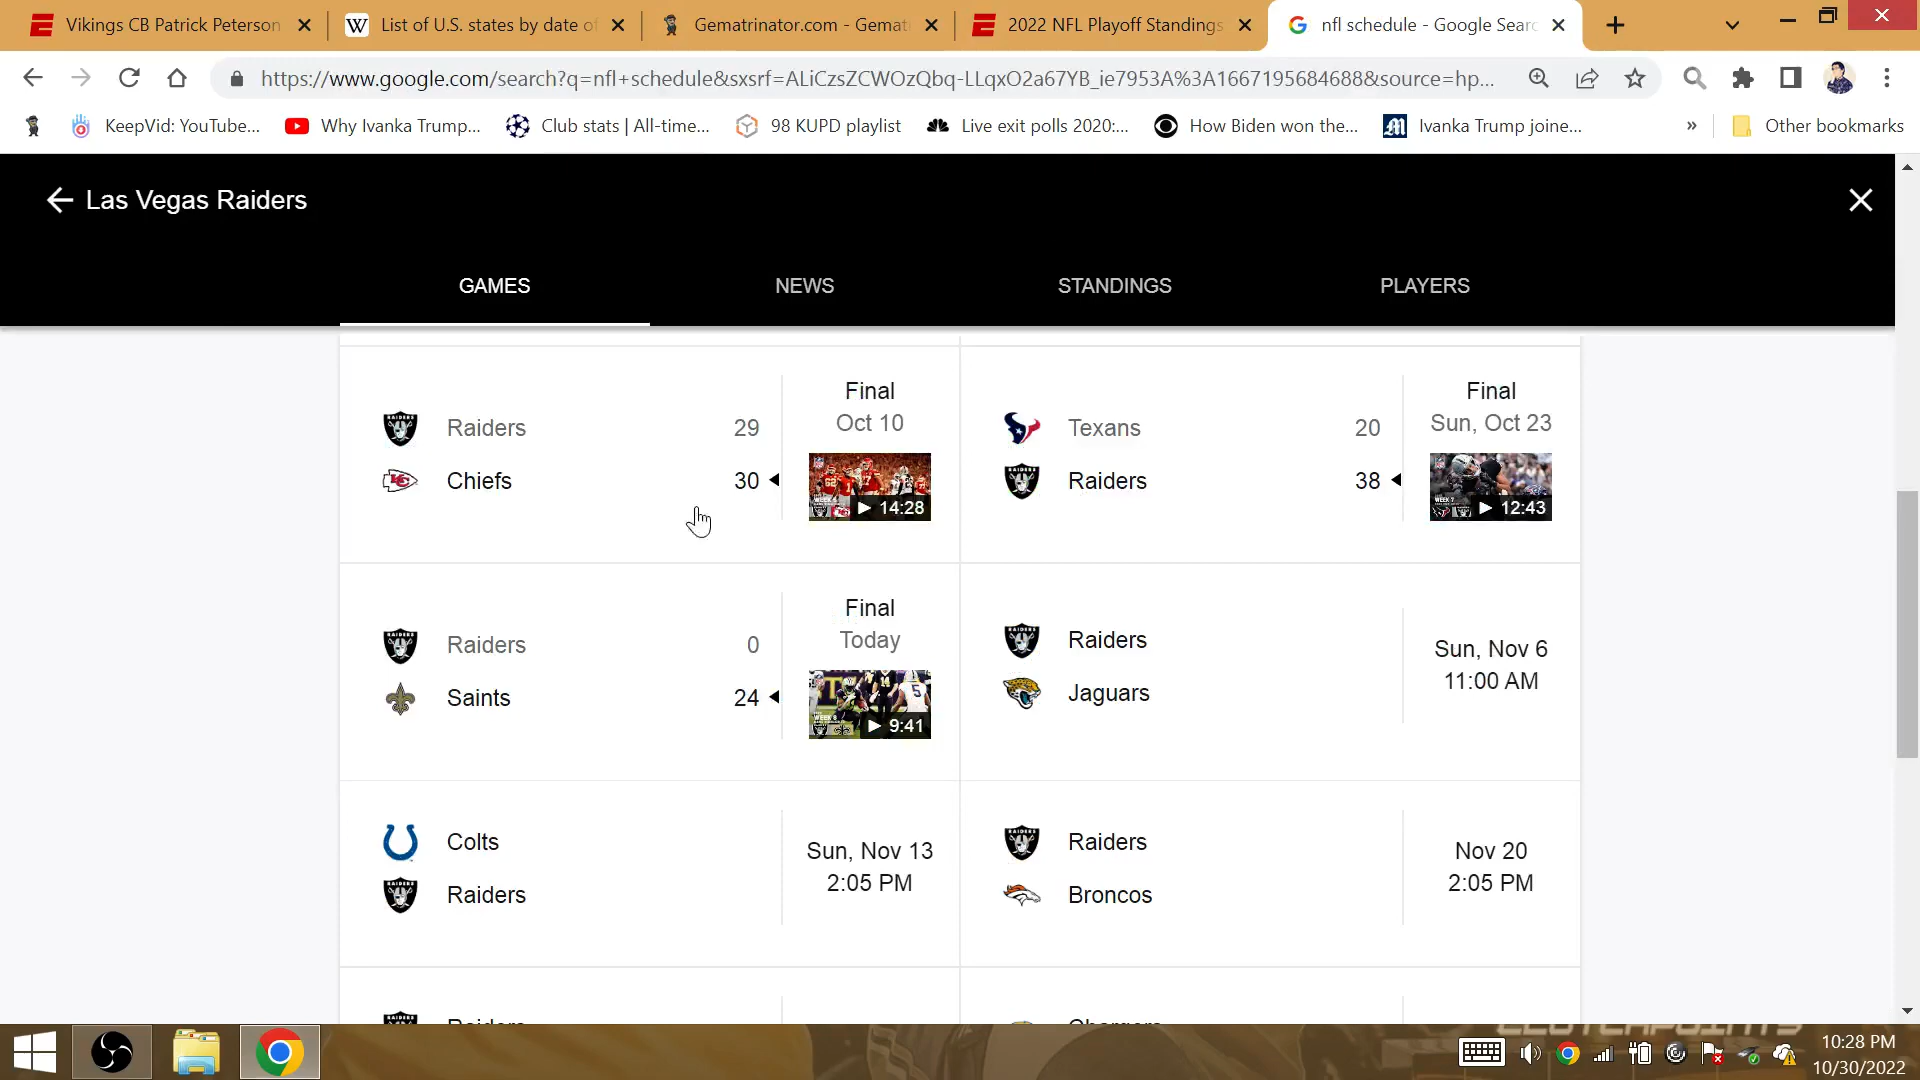 Vikings CB Patrick Peterson
List of U.S. states by date of
Gematrinator.com - Gemat
2022 NFL Playoff Standings
nfl schedule - Google Searc
https://www.google.com/search?q=nfl+schedule&sxsrf=ALiCzsZCWOzQbq-LLqxO2a67YB_ie7953A%3A1667195684688&source=hp...
KeepVid: YouTube...
Why Ivanka Trump...
Club stats | All-time...
98 KUPD playlist
Live exit polls 2020:...
How Biden won the...
Ivanka Trump joine...
»
Other bookmarks
Las Vegas Raiders
GAMES
NEWS
STANDINGS
PLAYERS
Raiders 29
Chiefs 30
Final
Oct 10
14:28
Texans 20
Raiders 38
Final
Sun, Oct 23
12:43
Raiders 0
Saints 24
Final
Today
9:41
Raiders
Jaguars
Sun, Nov 6
11:00 AM
Colts
Raiders
Sun, Nov 13
2:05 PM
Raiders
Broncos
Nov 20
2:05 PM
Raiders
Chargers
CLUTCHPOINTS
10:28 PM
10/30/2022